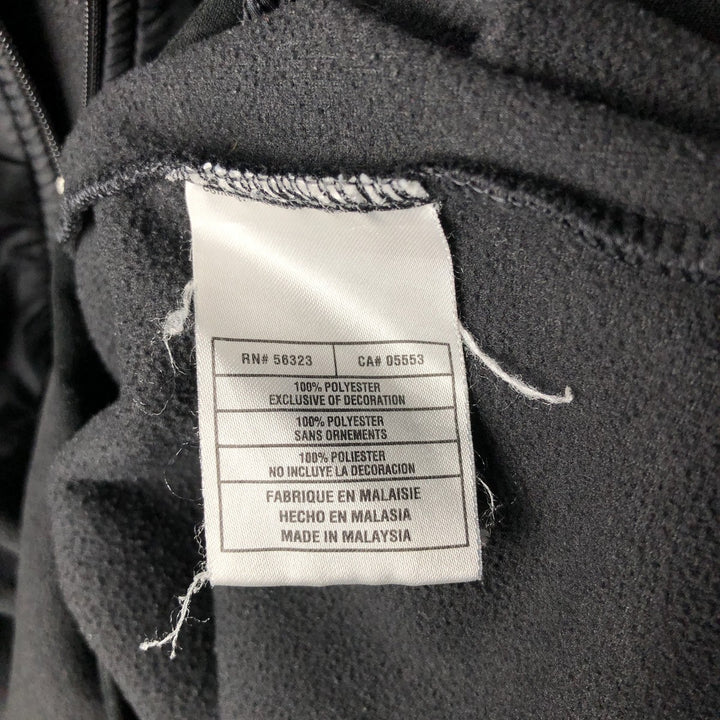 RN# 56323 CA# 05553
100% POLYESTER
EXCLUSIVE OF DECORATION
100% POLYESTER
SANS ORNEMENTS
100% POLIESTER
NO INCLUYE LA DECORACION
FABRIQUE EN MALAISIE
HECHO EN MALASIA
MADE IN MALAYSIA